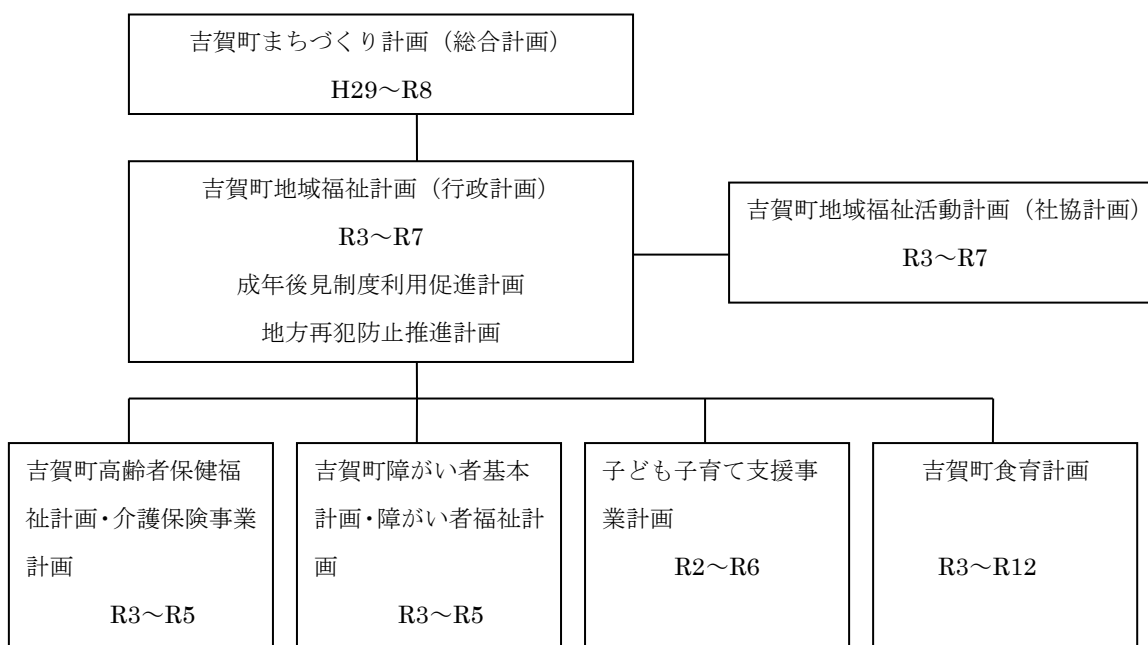 吉賀町まちづくり計画（総合計画）
H29～R8
吉賀町地域福祉計画（行政計画）
R3～R7
成年後見制度利用促進計画
地方再犯防止推進計画
吉賀町地域福祉活動計画（社協計画）
R3～R7
吉賀町高齢者保健福
祉計画・介護保険事業
計画
R3～R5
吉賀町障がい者基本
計画・障がい者福祉計
画
R3～R5
子ども子育て支援事
業計画
R2～R6
吉賀町食育計画
R3～R12